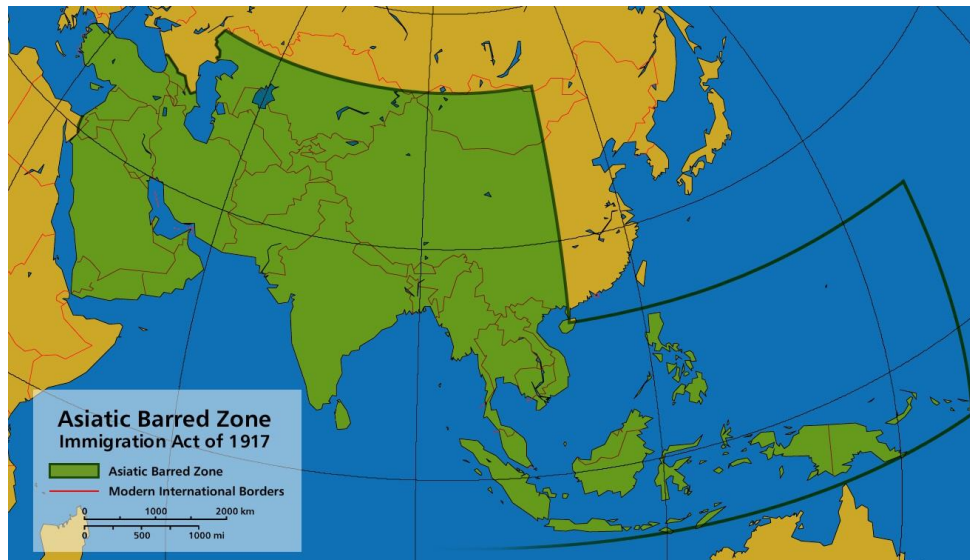 Asiatic Barred Zone
Immigration Act of 1917
Asiatic Barred Zone
Modern International Borders
0 1000 2000 km
0 500 1000 mi